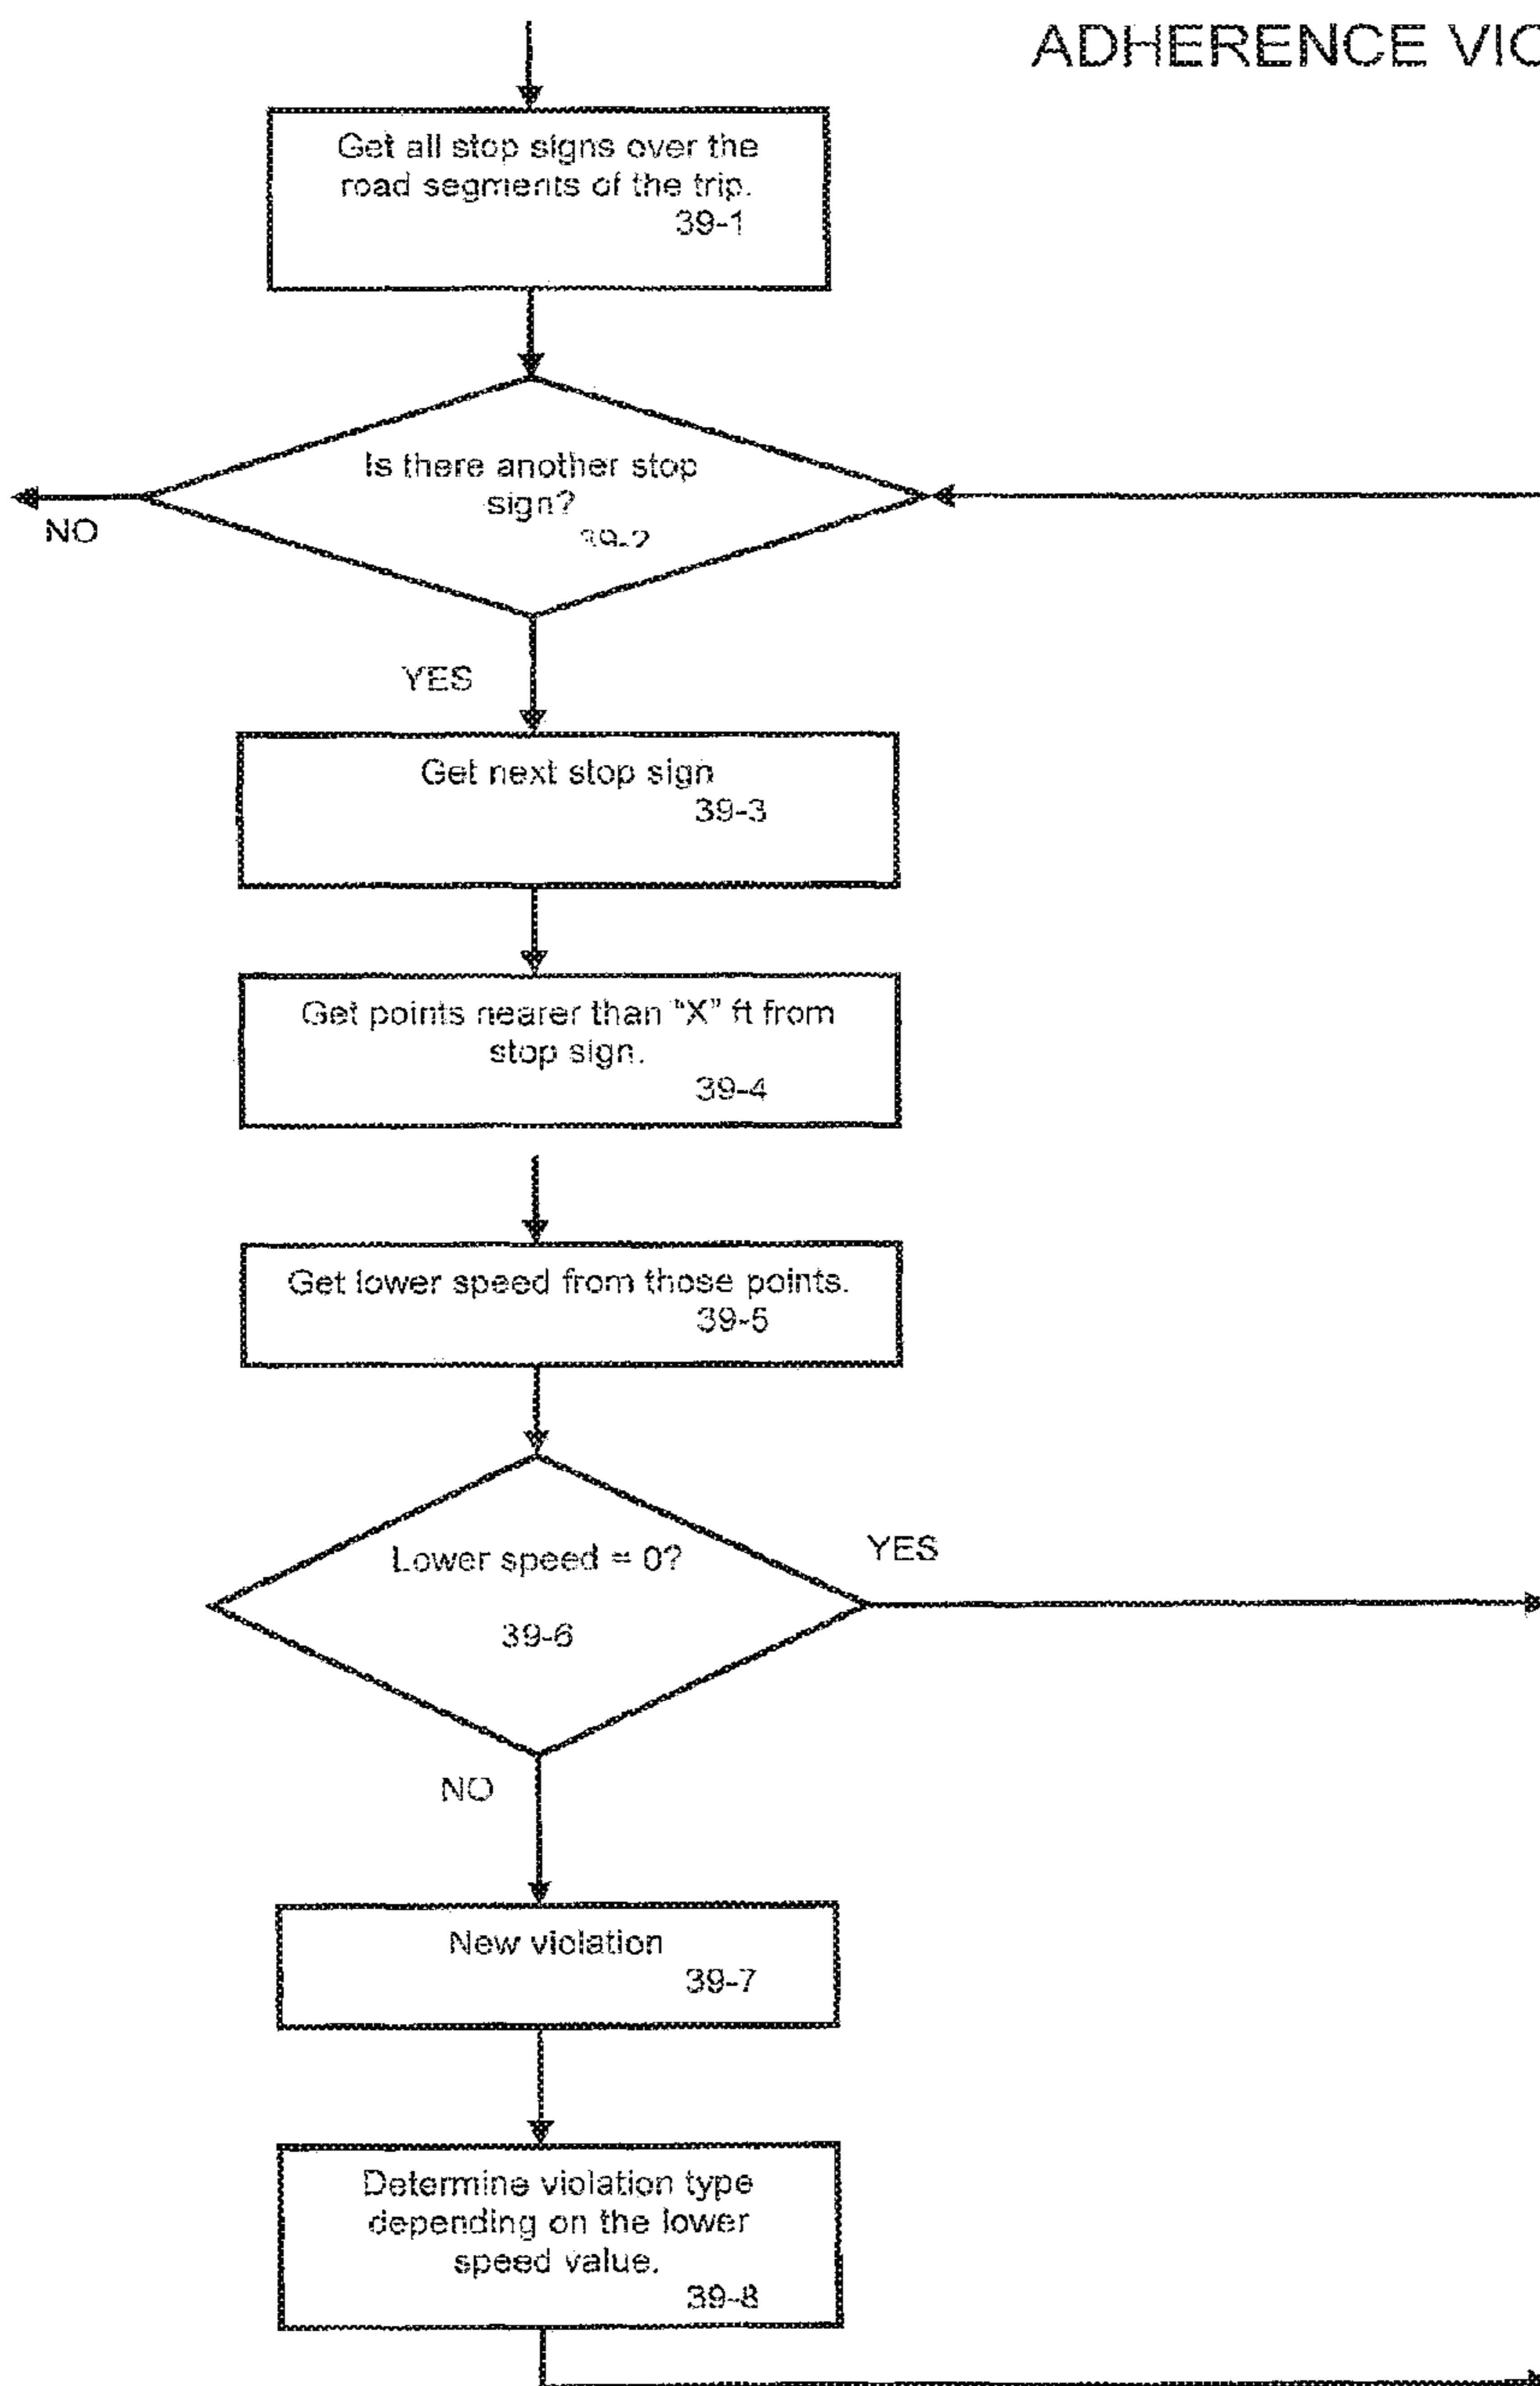 ADHERENCE VIO
Get all stop signs over the
road segments of the trip.
39-1
Is there another stop
sign?
39-2
NO
YES
Get next stop sign
39-3
Get points nearer than "X" ft from
stop sign.
39-4
Get lower speed from those points.
39-5
Lower speed = 0?
YES
39-6
NO
New violation
39-7
Determine violation type
depending on the lower
speed value.
39-8